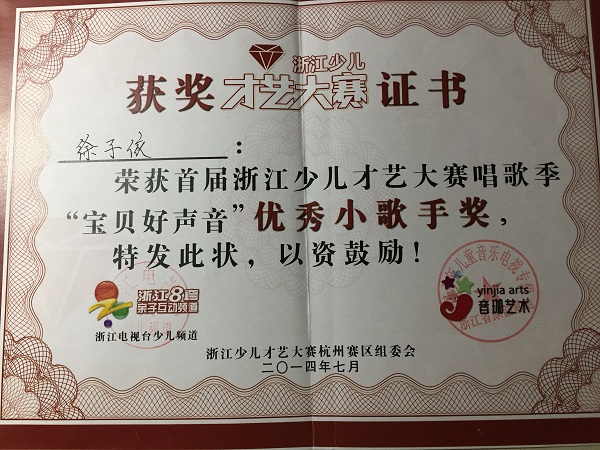 浙江少儿
获奖 才艺大赛 证书
徐子依：
荣获首届浙江少儿才艺大赛唱歌季
“宝贝好声音”优秀小歌手奖，
特发此状，以资鼓励！
浙江8套
亲子互动频道
浙江电视台少儿频道
yinjia arts
音珈艺术
浙江少儿才艺大赛杭州赛区组委会
二〇一四年七月